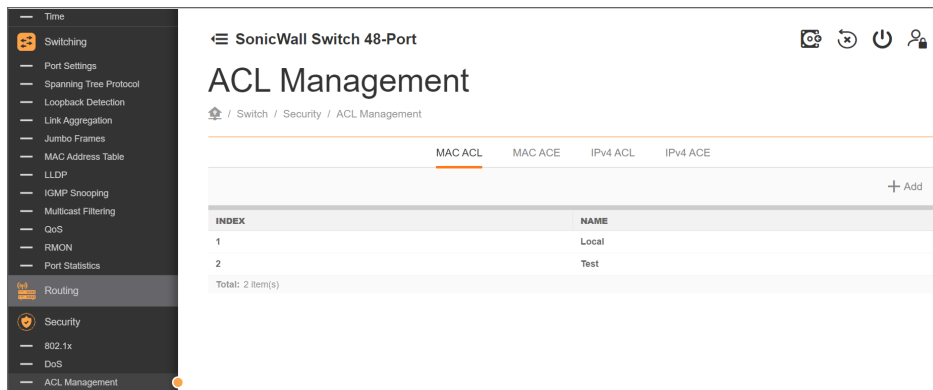 Time
Switching
Port Settings
Spanning Tree Protocol
Loopback Detection
Link Aggregation
Jumbo Frames
MAC Address Table
LLDP
IGMP Snooping
Multicast Filtering
QoS
RMON
Port Statistics
Routing
Security
802.1x
DoS
ACL Management
SonicWall Switch 48-Port
ACL Management
/ Switch / Security / ACL Management
MAC ACL MAC ACE IPv4 ACL IPv4 ACE
+ Add
INDEX NAME
1 Local
2 Test
Total: 2 item(s)